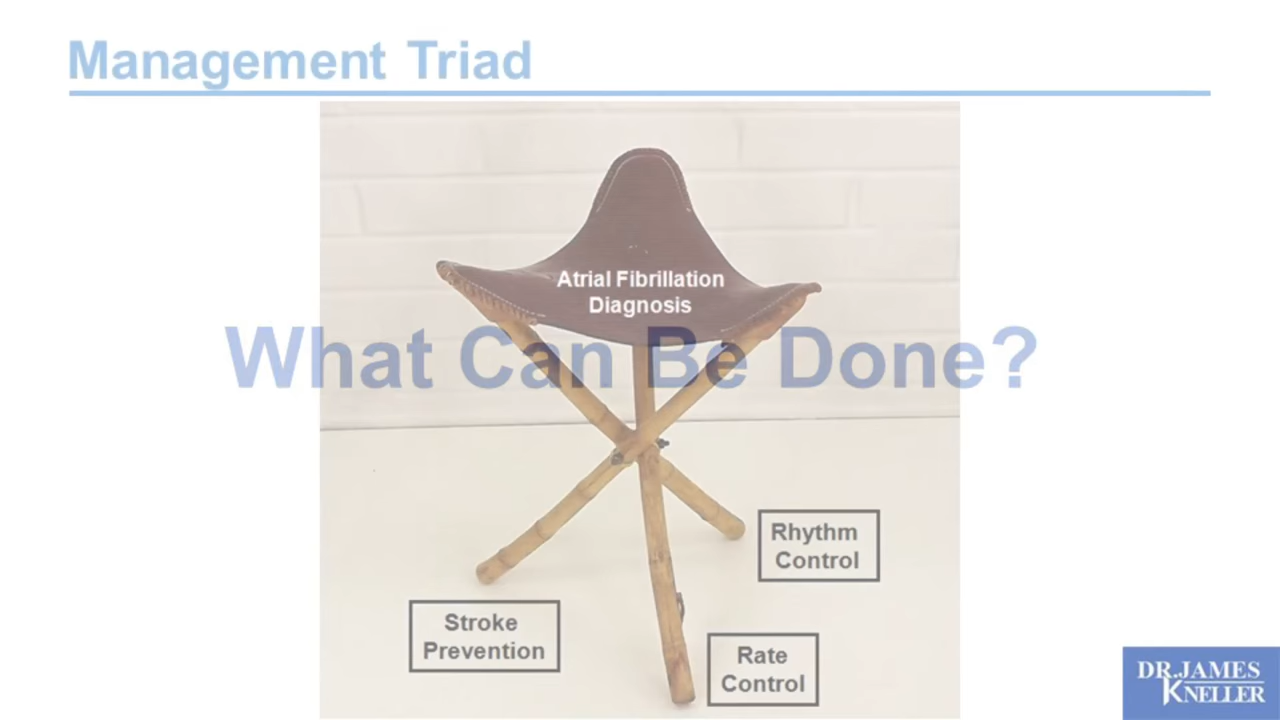 Management Triad
Atrial Fibrillation
Diagnosis
What Can Be Done?
Rhythm
Control
Stroke
Prevention
Rate
Control
DR. JAMES
KNELLER